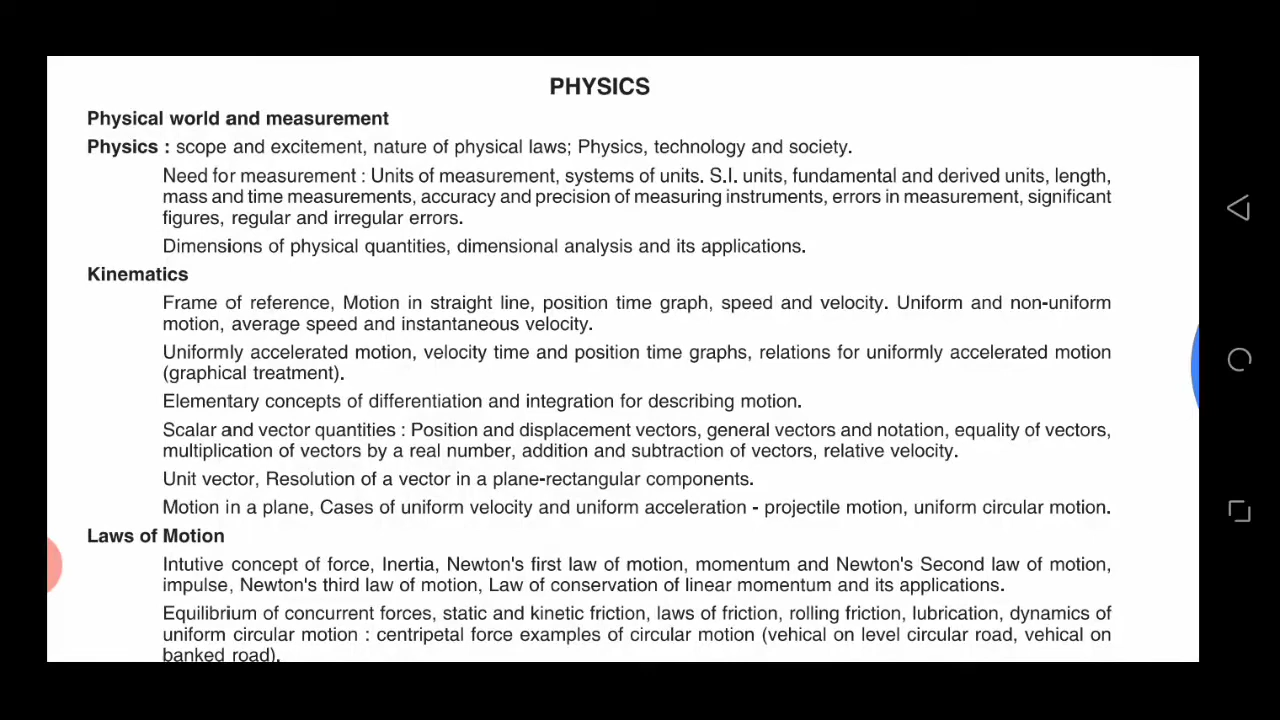 PHYSICS
Physical world and measurement
Physics : scope and excitement, nature of physical laws; Physics, technology and society.
Need for measurement : Units of measurement, systems of units. S.I. units, fundamental and derived units, length,
mass and time measurements, accuracy and precision of measuring instruments, errors in measurement, significant
figures, regular and irregular errors.
Dimensions of physical quantities, dimensional analysis and its applications.
Kinematics
Frame of reference, Motion in straight line, position time graph, speed and velocity. Uniform and non-uniform
motion, average speed and instantaneous velocity.
Uniformly accelerated motion, velocity time and position time graphs, relations for uniformly accelerated motion
(graphical treatment).
Elementary concepts of differentiation and integration for describing motion.
Scalar and vector quantities : Position and displacement vectors, general vectors and notation, equality of vectors,
multiplication of vectors by a real number, addition and subtraction of vectors, relative velocity.
Unit vector, Resolution of a vector in a plane-rectangular components.
Motion in a plane, Cases of uniform velocity and uniform acceleration - projectile motion, uniform circular motion.
Laws of Motion
Intutive concept of force, Inertia, Newton's first law of motion, momentum and Newton's Second law of motion,
impulse, Newton's third law of motion, Law of conservation of linear momentum and its applications.
Equilibrium of concurrent forces, static and kinetic friction, laws of friction, rolling friction, lubrication, dynamics of
uniform circular motion : centripetal force examples of circular motion (vehical on level circular road, vehical on
banked road).